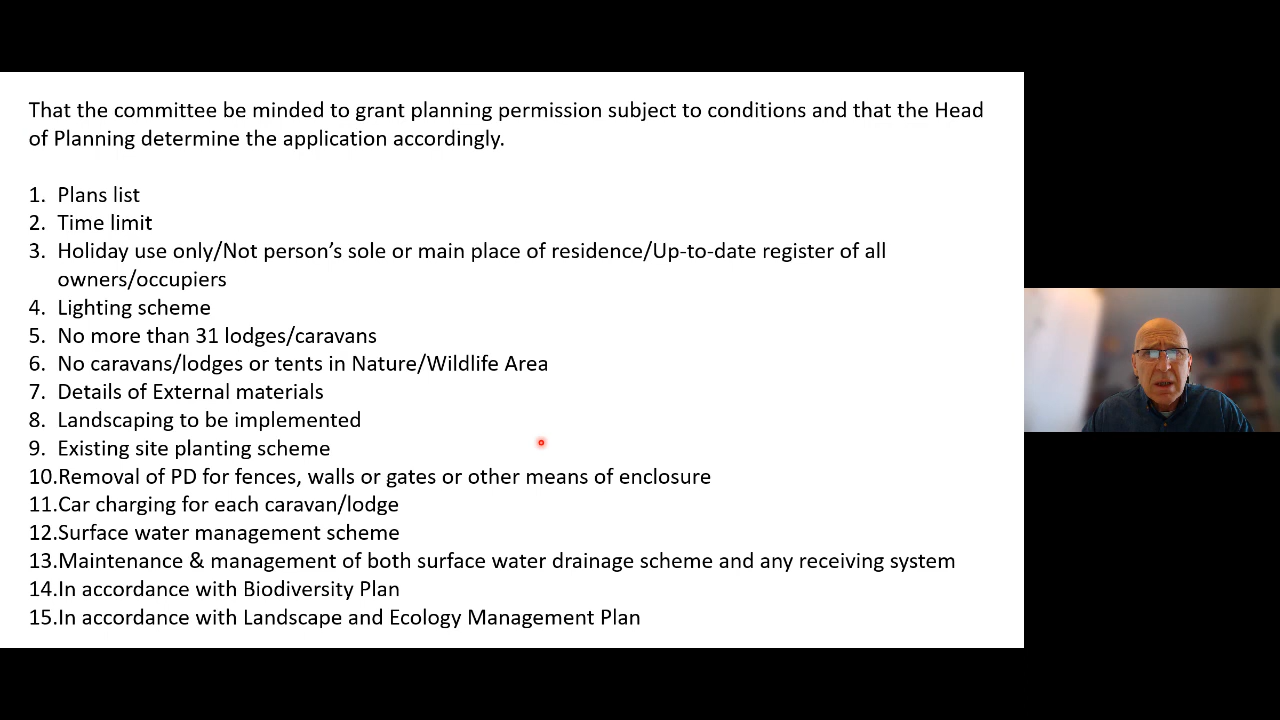 That the committee be minded to grant planning permission subject to conditions and that the Head
of Planning determine the application accordingly.
1. Plans list
2. Time limit
3. Holiday use only/Not person’s sole or main place of residence/Up-to-date register of all
owners/occupiers
4. Lighting scheme
5. No more than 31 lodges/caravans
6. No caravans/lodges or tents in Nature/Wildlife Area
7. Details of External materials
8. Landscaping to be implemented
9. Existing site planting scheme
10.Removal of PD for fences, walls or gates or other means of enclosure
11.Car charging for each caravan/lodge
12.Surface water management scheme
13.Maintenance & management of both surface water drainage scheme and any receiving system
14.In accordance with Biodiversity Plan
15.In accordance with Landscape and Ecology Management Plan